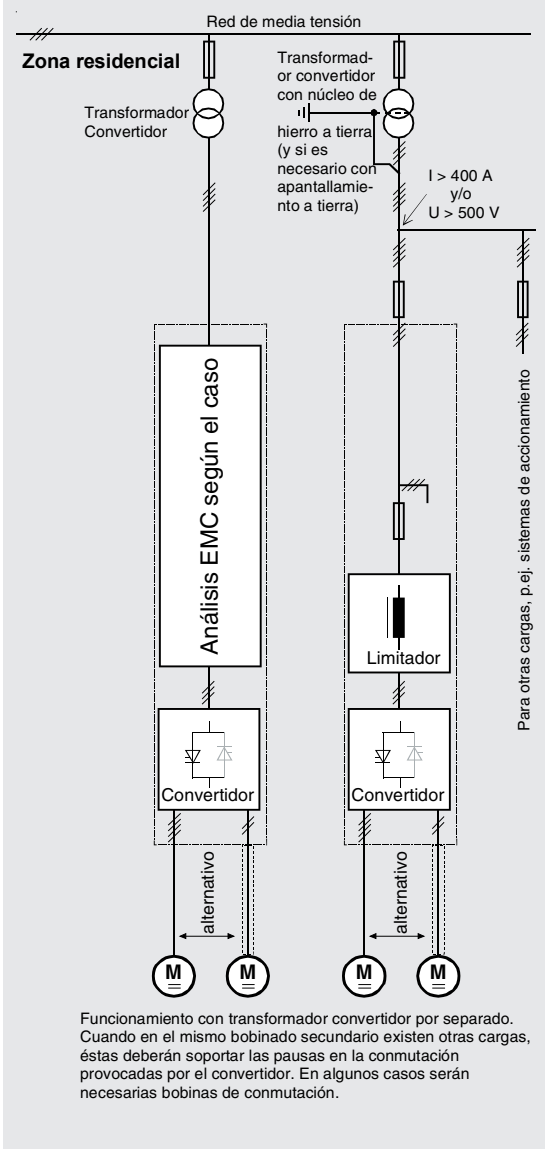 Red de media tensión
Zona residencial
Transformador
Convertidor
Transformad-
or convertidor
con núcleo de
hierro a tierra
(y si es
necesario con
apantallamie-
nto a tierra)
I > 400 A
y/o
U > 500 V
Análisis EMC según el caso
Limitador
Para otras cargas, p.ej. sistemas de accionamiento
Convertidor
Convertidor
alternativo
alternativo
M
M
M
M
Funcionamiento con transformador convertidor por separado.
Cuando en el mismo bobinado secundario existen otras cargas,
éstas deberán soportar las pausas en la conmutación
provocadas por el convertidor. En algunos casos serán
necesarias bobinas de conmutación.